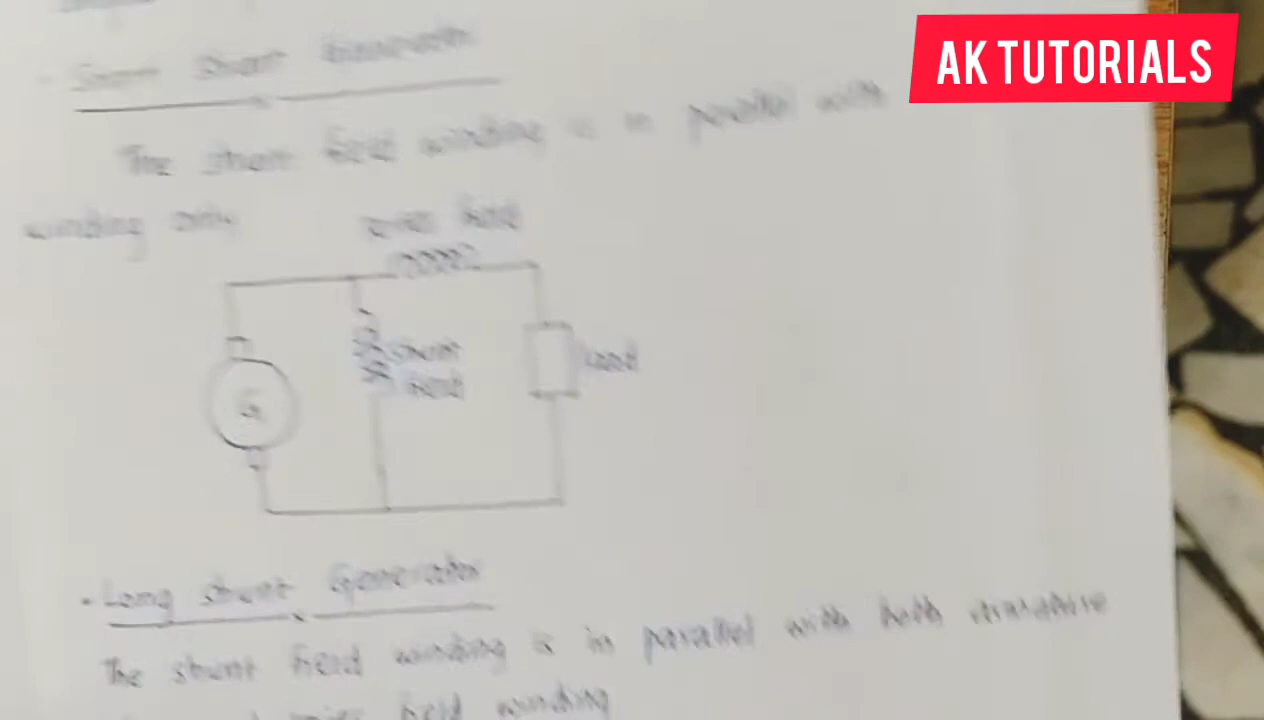 AK TUTORIALS
Short Shunt Generator
The shunt field winding is in parallel with
winding only
series field
shunt
field
Load
G
• Long shunt Generator
The shunt field winding is in parallel with both armature
series field winding